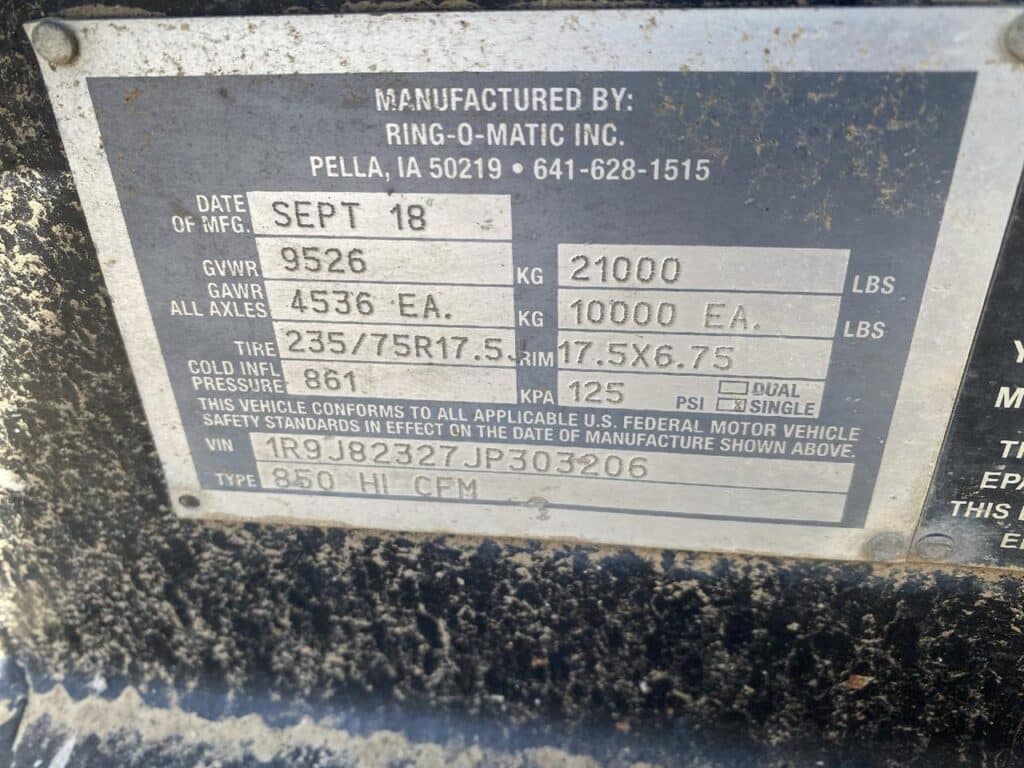 MANUFACTURED BY:
RING-O-MATIC INC.
PELLA, IA 50219 • 641-628-1515
DATE OF MFG. SEPT 18
GVWR 9526 KG 21000 LBS
GAWR ALL AXLES 4536 EA. KG 10000 EA. LBS
TIRE 235/75R17.5J RIM 17.5X6.75
COLD INFL PRESSURE 861 KPA 125 PSI DUAL x SINGLE
THIS VEHICLE CONFORMS TO ALL APPLICABLE U.S. FEDERAL MOTOR VEHICLE
SAFETY STANDARDS IN EFFECT ON THE DATE OF MANUFACTURE SHOWN ABOVE.
VIN 1R9J82327JP303206
TYPE 850 HI CFM
THIS